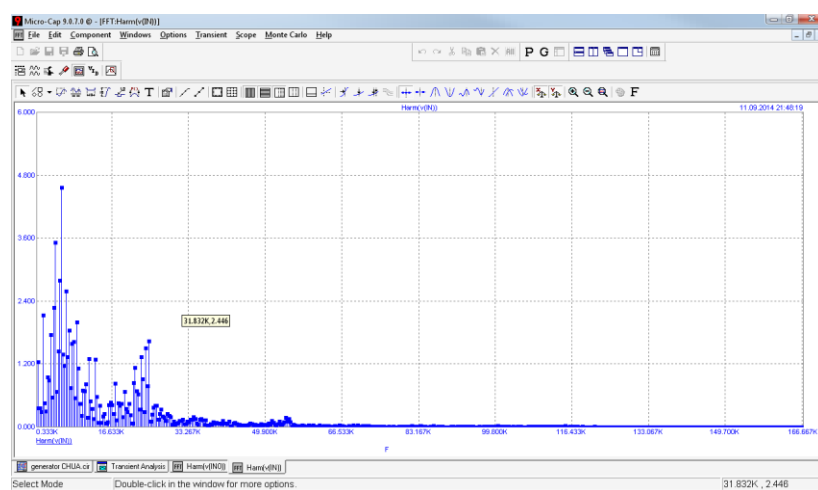 Micro-Cap 9.0.7.0 © - [FFT:Harm(v(IN))]
File Edit Component Windows Options Transient Scope Monte Carlo Help
P G
T F
Harm(v(IN)) 11.09.2014 21:48:19
6.000
4.800
3.600
2.400
31.832K,2.446
1.200
0.000
0.333K 16.633K 33.267K 49.900K 66.533K 83.167K 99.800K 116.433K 133.067K 149.700K 166.667K
Harm(v(IN))
F
generator CHUA.cir Transient Analysis Harm(v(INO)) Harm(v(IN))
Select Mode Double-click in the window for more options. 31.832K , 2.446